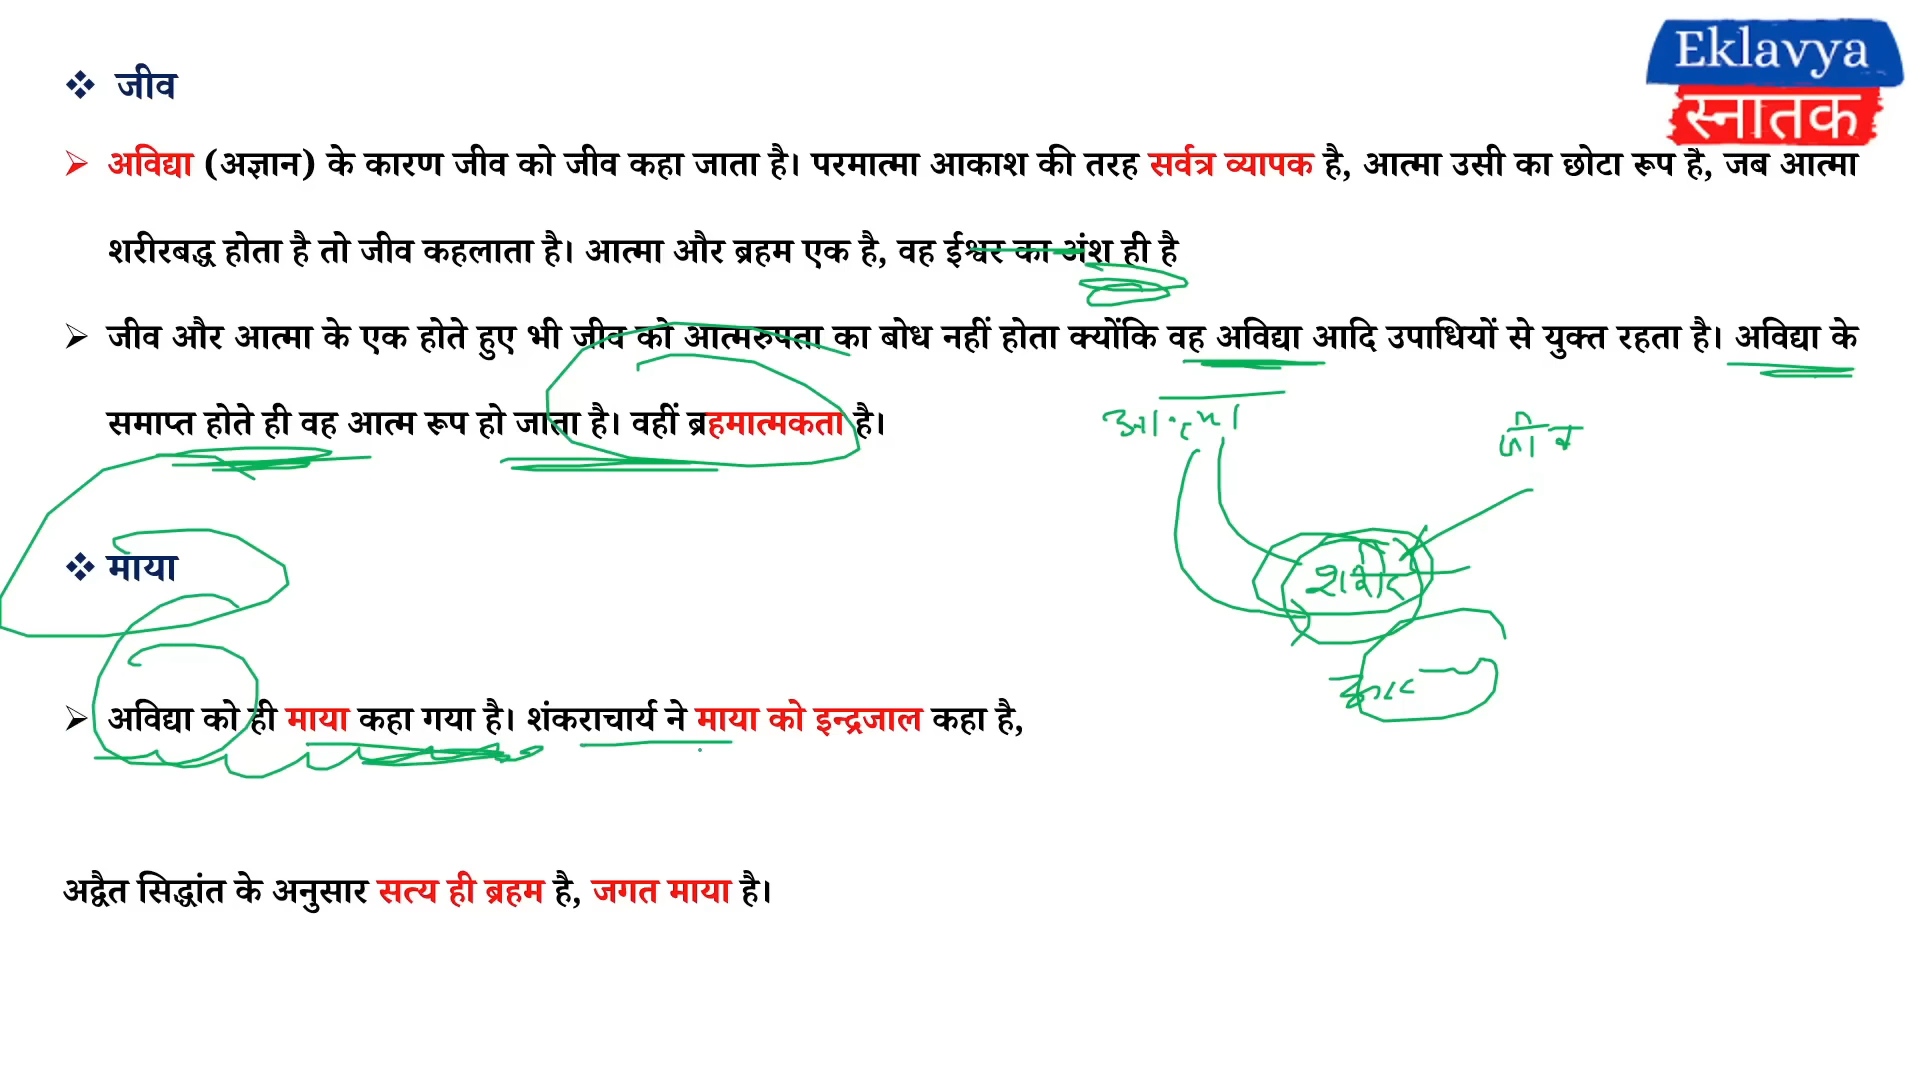 Eklavya
स्नातक
❖ जीव
➢ अविद्या (अज्ञान) के कारण जीव को जीव कहा जाता है। परमात्मा आकाश की तरह सर्वत्र व्यापक है, आत्मा उसी का छोटा रूप है, जब आत्मा
शरीरबद्ध होता है तो जीव कहलाता है। आत्मा और ब्रहम एक है, वह ईश्वर का अंश ही है
➢ जीव और आत्मा के एक होते हुए भी जीव को आत्मरुपता का बोध नहीं होता क्योंकि वह अविद्या आदि उपाधियों से युक्त रहता है। अविद्या के
समाप्त होते ही वह आत्म रूप हो जाता है। वहीं ब्रहमात्मकता है।
जीव
❖ माया
शरीर
➢ अविद्या को ही माया कहा गया है। शंकराचार्य ने माया को इन्द्रजाल कहा है,
अद्वैत सिद्धांत के अनुसार सत्य ही ब्रहम है, जगत माया है।